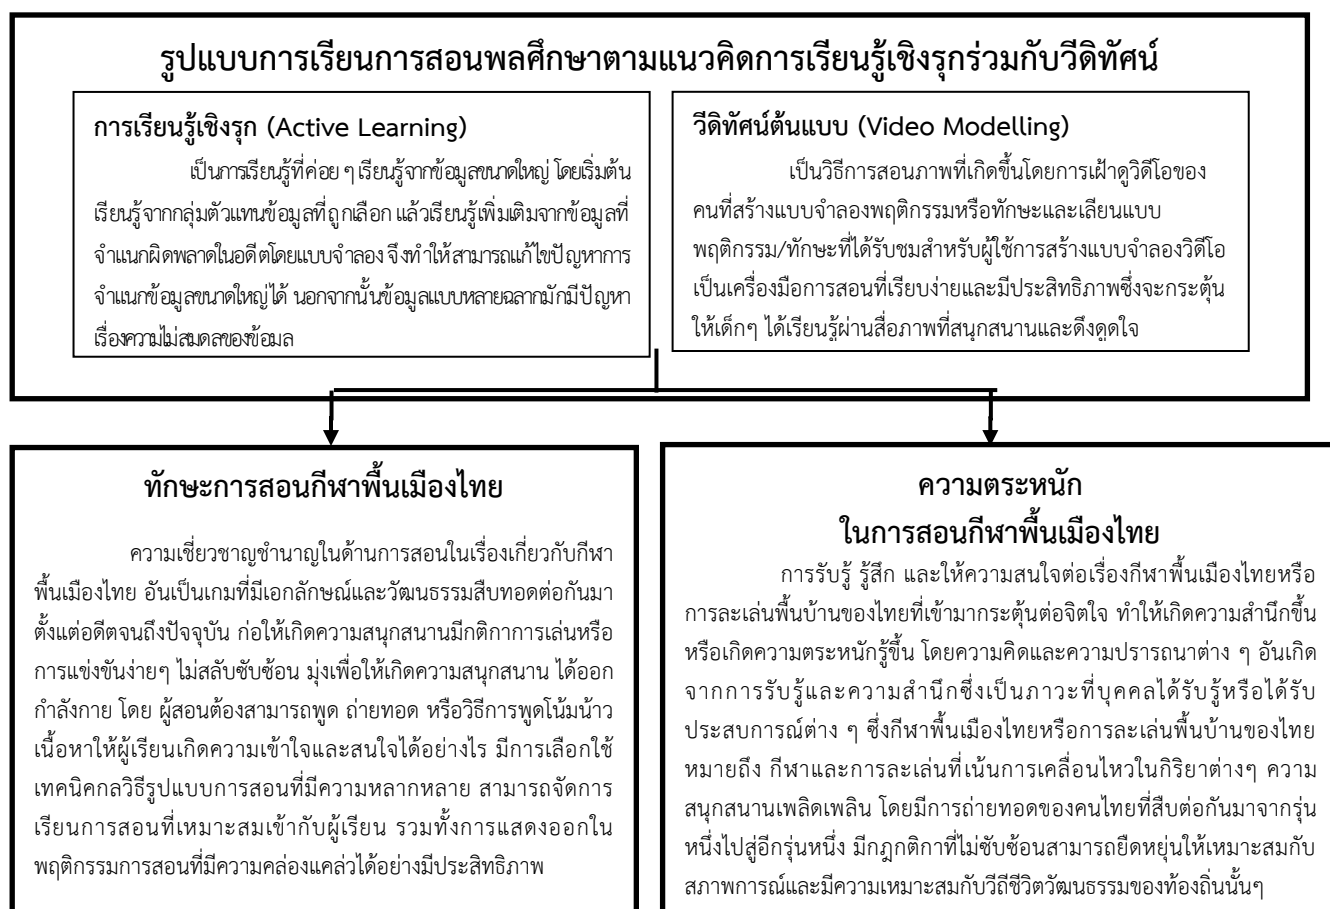 รูปแบบการเรียนการสอนพลศึกษาตามแนวคิดการเรียนรู้เชิงรุกร่วมกับวีดิทัศน์
การเรียนรู้เชิงรุก (Active Learning)
เป็นการเรียนรู้ที่ค่อย ๆ เรียนรู้จากข้อมูลขนาดใหญ่ โดยเริ่มต้น
เรียนรู้จากกลุ่มตัวแทนข้อมูลที่ถูกเลือก แล้วเรียนรู้เพิ่มเติมจากข้อมูลที่
จำแนกผิดพลาดในอดีตโดยแบบจำลอง จึงทำให้สามารถแก้ไขปัญหาการ
จำแนกข้อมูลขนาดใหญ่ได้ นอกจากนั้นข้อมูลแบบหลายฉลากมักมีปัญหา
เรื่องความไม่สมดุลของข้อมูล
วีดิทัศน์ต้นแบบ (Video Modelling)
เป็นวิธีการสอนภาพที่เกิดขึ้นโดยการเฝ้าดูวิดีโอของ
คนที่สร้างแบบจำลองพฤติกรรมหรือทักษะและเลียนแบบ
พฤติกรรม/ทักษะที่ได้รับชมสำหรับผู้ใช้การสร้างแบบจำลองวิดีโอ
เป็นเครื่องมือการสอนที่เรียบง่ายและมีประสิทธิภาพซึ่งจะกระตุ้น
ให้เด็กๆ ได้เรียนรู้ผ่านสื่อภาพที่สนุกสนานและดึงดูดใจ
ทักษะการสอนกีฬาพื้นเมืองไทย
ความเชี่ยวชาญชำนาญในด้านการสอนในเรื่องเกี่ยวกับกีฬา
พื้นเมืองไทย อันเป็นเกมที่มีเอกลักษณ์และวัฒนธรรมสืบทอดต่อกันมา
ตั้งแต่อดีตจนถึงปัจจุบัน ก่อให้เกิดความสนุกสนานมีกติกาการเล่นหรือ
การแข่งขันง่ายๆ ไม่สลับซับซ้อน มุ่งเพื่อให้เกิดความสนุกสนาน ได้ออก
กำลังกาย โดย ผู้สอนต้องสามารถพูด ถ่ายทอด หรือวิธีการพูดโน้มน้าว
เนื้อหาให้ผู้เรียนเกิดความเข้าใจและสนใจได้อย่างไร มีการเลือกใช้
เทคนิคกลวิธีรูปแบบการสอนที่มีความหลากหลาย สามารถจัดการ
เรียนการสอนที่เหมาะสมเข้ากับผู้เรียน รวมทั้งการแสดงออกใน
พฤติกรรมการสอนที่มีความคล่องแคล่วได้อย่างมีประสิทธิภาพ
ความตระหนัก
ในการสอนกีฬาพื้นเมืองไทย
การรับรู้ รู้สึก และให้ความสนใจต่อเรื่องกีฬาพื้นเมืองไทยหรือ
การละเล่นพื้นบ้านของไทยที่เข้ามากระตุ้นต่อจิตใจ ทำให้เกิดความสำนึกขึ้น
หรือเกิดความตระหนักรู้ขึ้น โดยความคิดและความปรารถนาต่าง ๆ อันเกิด
จากการรับรู้และความสำนึกซึ่งเป็นภาวะที่บุคคลได้รับรู้หรือได้รับ
ประสบการณ์ต่าง ๆ ซึ่งกีฬาพื้นเมืองไทยหรือการละเล่นพื้นบ้านของไทย
หมายถึง กีฬาและการละเล่นที่เน้นการเคลื่อนไหวในกิริยาต่างๆ ความ
สนุกสนานเพลิดเพลิน โดยมีการถ่ายทอดของคนไทยที่สืบต่อกันมาจากรุ่น
หนึ่งไปสู่อีกรุ่นหนึ่ง มีกฎกติกาที่ไม่ซับซ้อนสามารถยืดหยุ่นให้เหมาะสมกับ
สภาพการณ์และมีความเหมาะสมกับวีถีชีวิตวัฒนธรรมของท้องถิ่นนั้นๆ